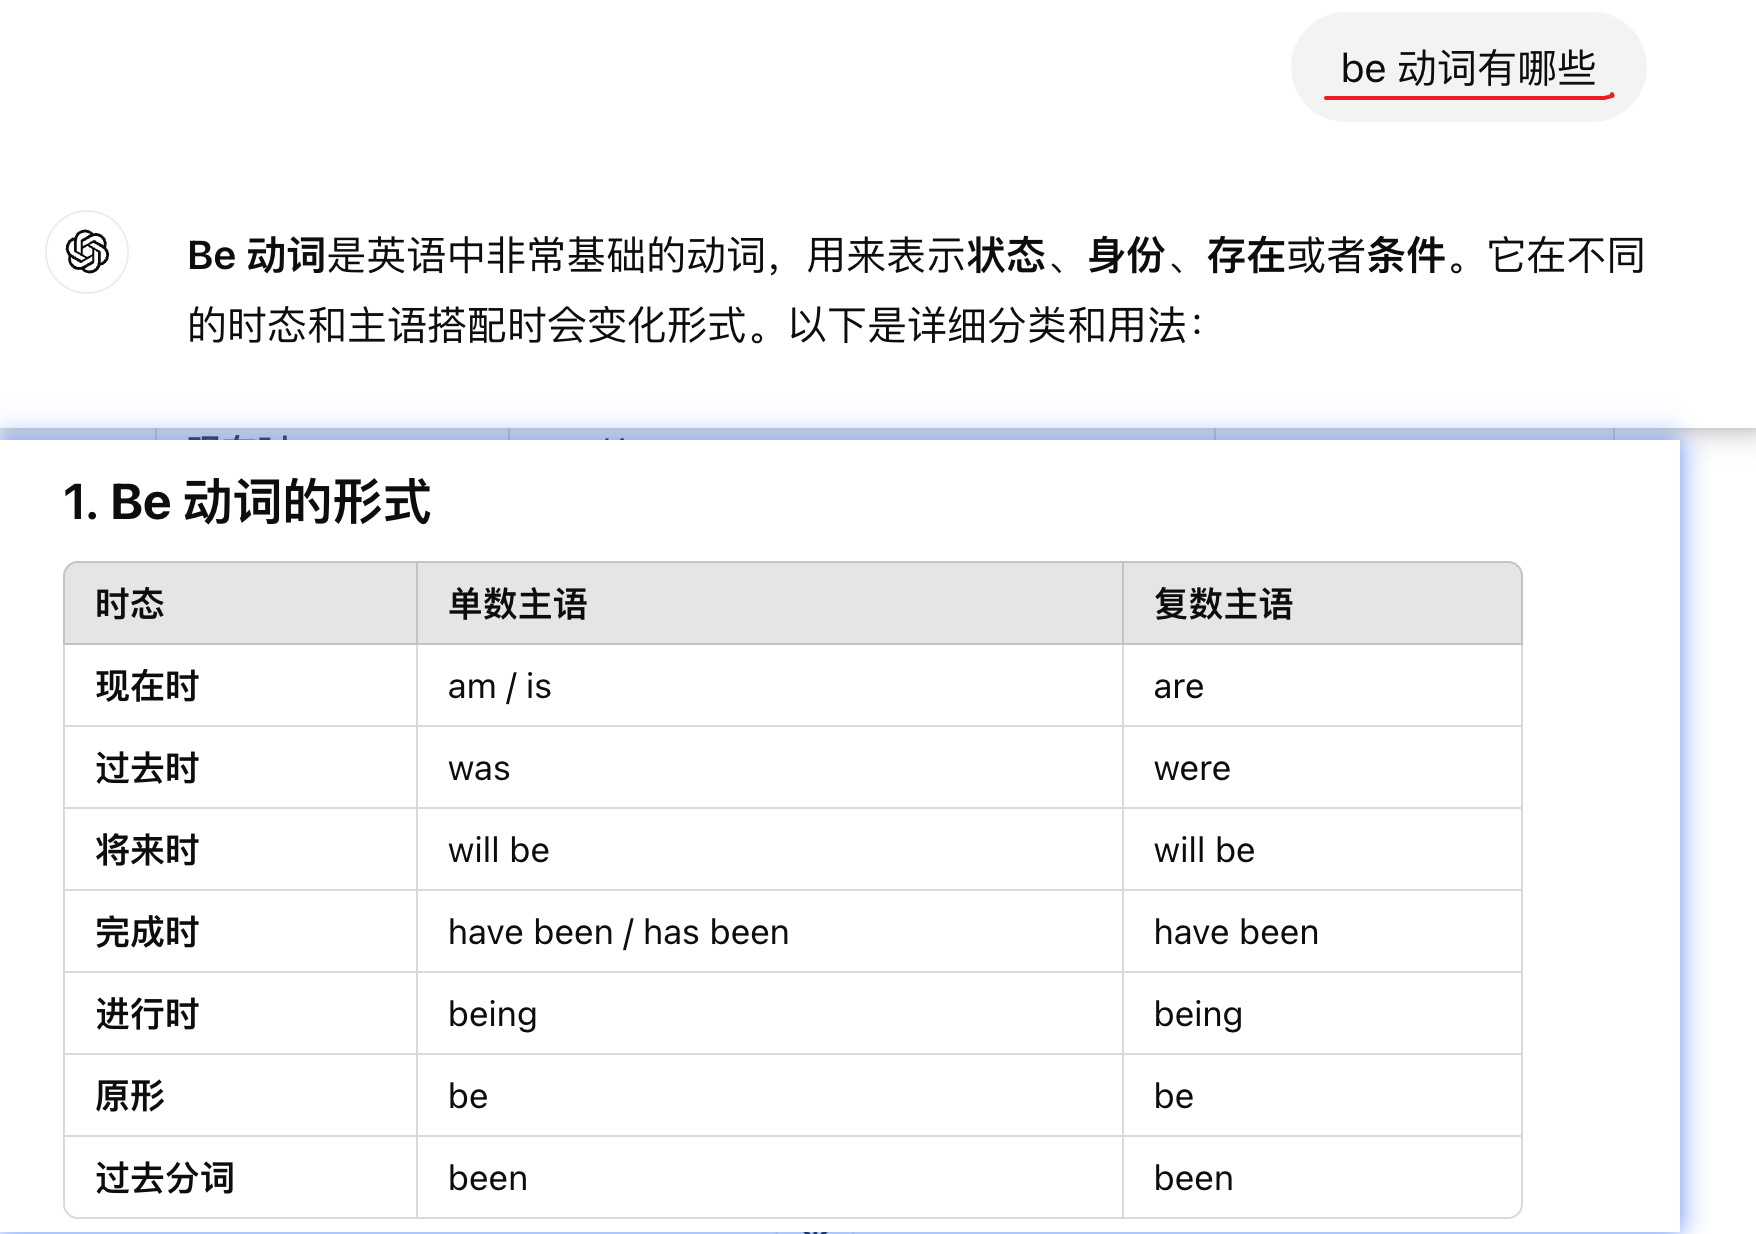 be 动词有哪些
Be 动词是英语中非常基础的动词，用来表示状态、身份、存在或者条件。它在不同
的时态和主语搭配时会变化形式。以下是详细分类和用法：
1. Be 动词的形式
时态 单数主语 复数主语
现在时 am / is are
过去时 was were
将来时 will be will be
完成时 have been / has been have been
进行时 being being
原形 be be
过去分词 been been